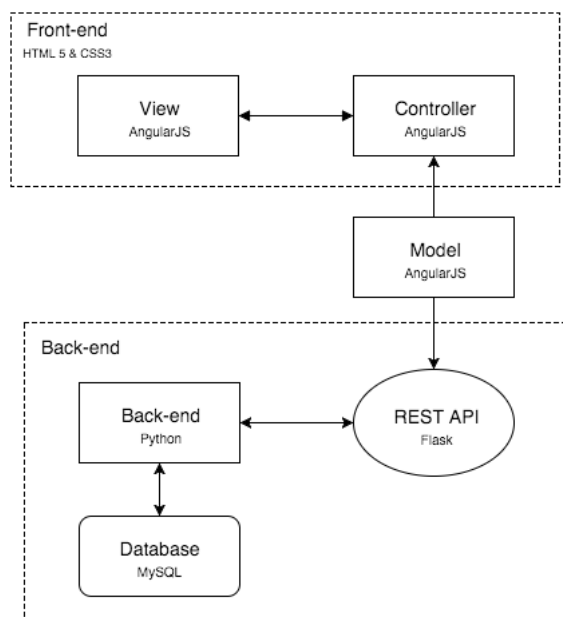 Front-end
HTML 5 & CSS3
View
AngularJS
Controller
AngularJS
Model
AngularJS
Back-end
Back-end
Python
REST API
Flask
Database
MySQL